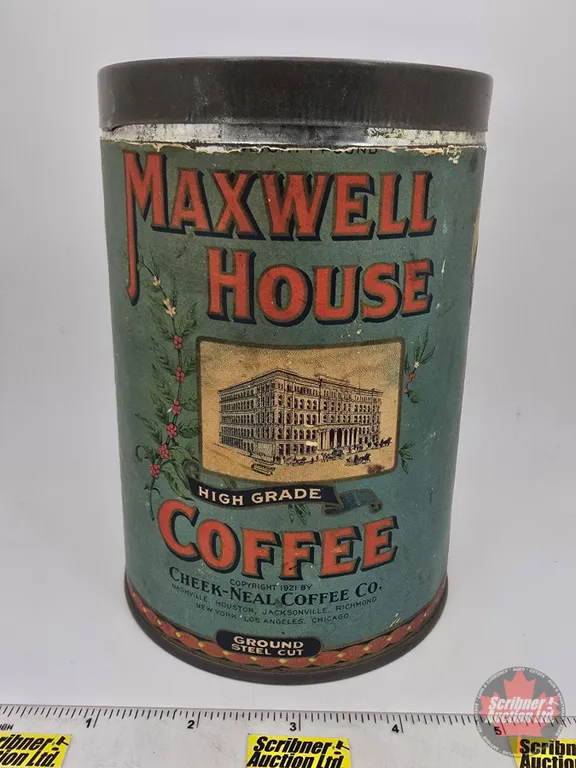 MAXWELL
HOUSE
HIGH GRADE
COFFEE
COPYRIGHT 1921 BY
CHEEK-NEAL COFFEE CO.
NASHVILLE, HOUSTON, JACKSONVILLE, RICHMOND
NEW YORK, LOS ANGELES, CHICAGO.
GROUND
STEEL CUT
1 2 3 4 5
Scribner
Auction Ltd.
Scribner
Auction Ltd.
Scribner
Auction Ltd.